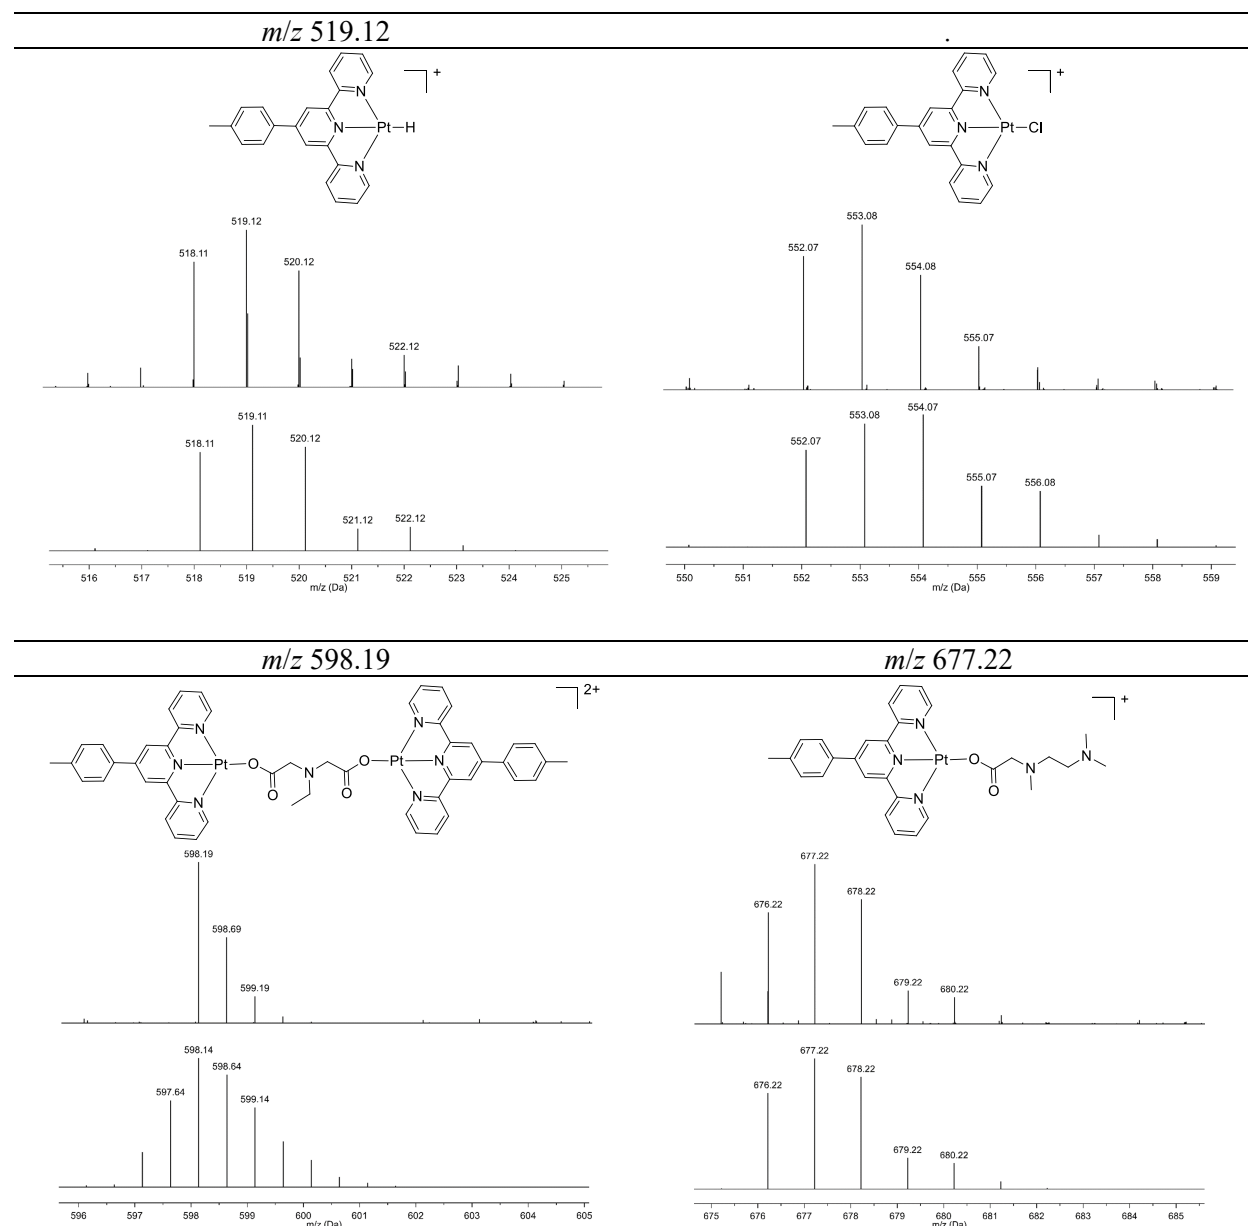 m/z 519.12
.
N
N
N
Pt
H
+
N
N
N
Pt
Cl
+
519.12
518.11
520.12
522.12
553.08
552.07
554.08
555.07
519.11
518.11
520.12
521.12
522.12
554.07
553.08
552.07
555.07
556.08
516 517 518 519 520 521 522 523 524 525
m/z (Da)
550 551 552 553 554 555 556 557 558 559
m/z (Da)
m/z 598.19
m/z 677.22
2+
N
N
N
Pt
O
O
N
O
O
Pt
N
N
N
+
N
N
N
Pt
O
O
N
N
598.19
598.69
599.19
677.22
676.22
678.22
679.22
680.22
598.14
598.64
597.64
599.14
677.22
676.22
678.22
679.22
680.22
596 597 598 599 600 601 602 603 604 605
m/z (Da)
675 676 677 678 679 680 681 682 683 684 685
m/z (Da)